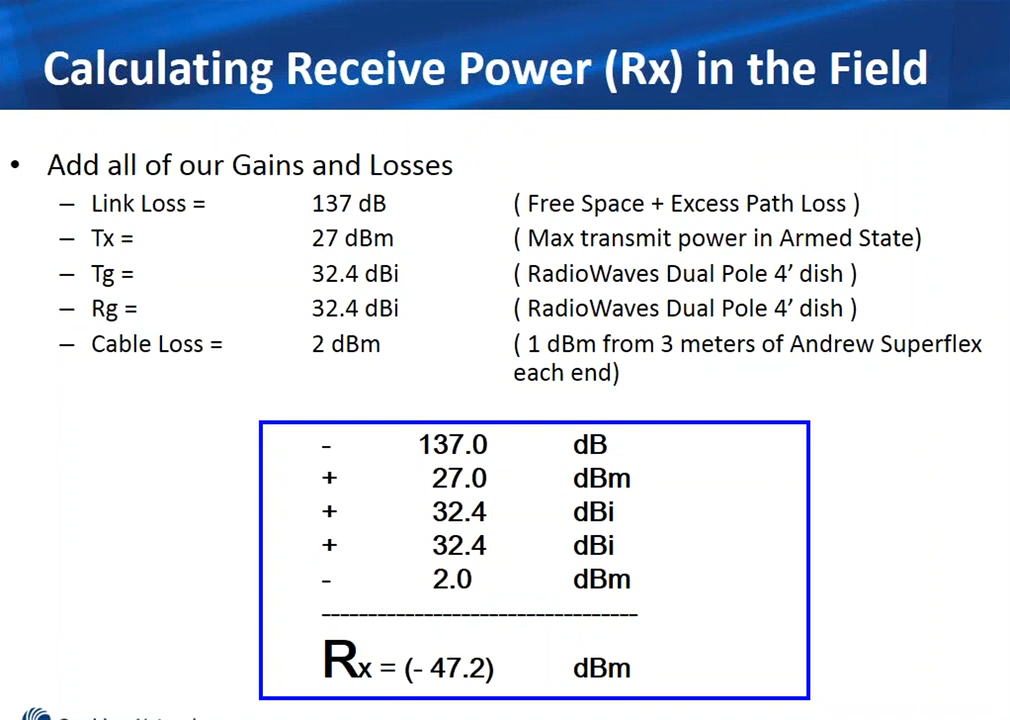 Calculating Receive Power (Rx) in the Field
• Add all of our Gains and Losses
– Link Loss = 137 dB ( Free Space + Excess Path Loss )
– Tx = 27 dBm ( Max transmit power in Armed State)
– Tg = 32.4 dBi ( RadioWaves Dual Pole 4’ dish )
– Rg = 32.4 dBi ( RadioWaves Dual Pole 4’ dish )
– Cable Loss = 2 dBm ( 1 dBm from 3 meters of Andrew Superflex
each end)
- 137.0 dB
+ 27.0 dBm
+ 32.4 dBi
+ 32.4 dBi
- 2.0 dBm
----------------------------------
Rx = (- 47.2) dBm